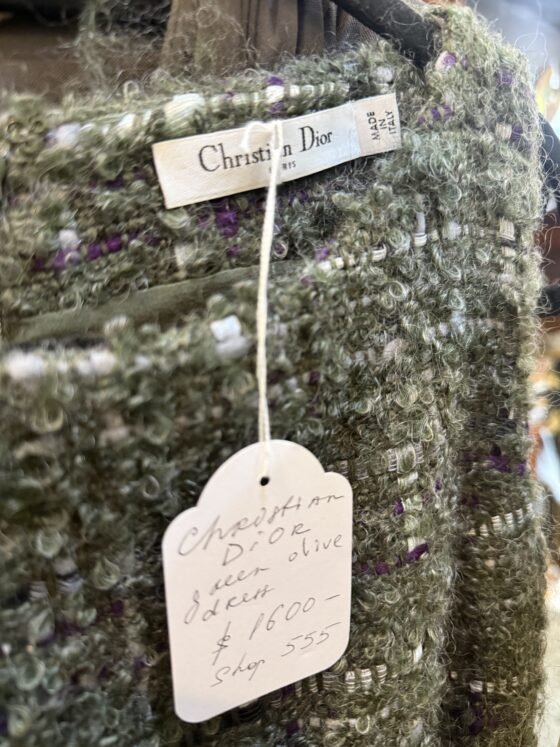 Christian Dior
PARIS
MADE
IN
ITALY
Christian
DiOR
green olive
dress
$ 1600-
Shop 555